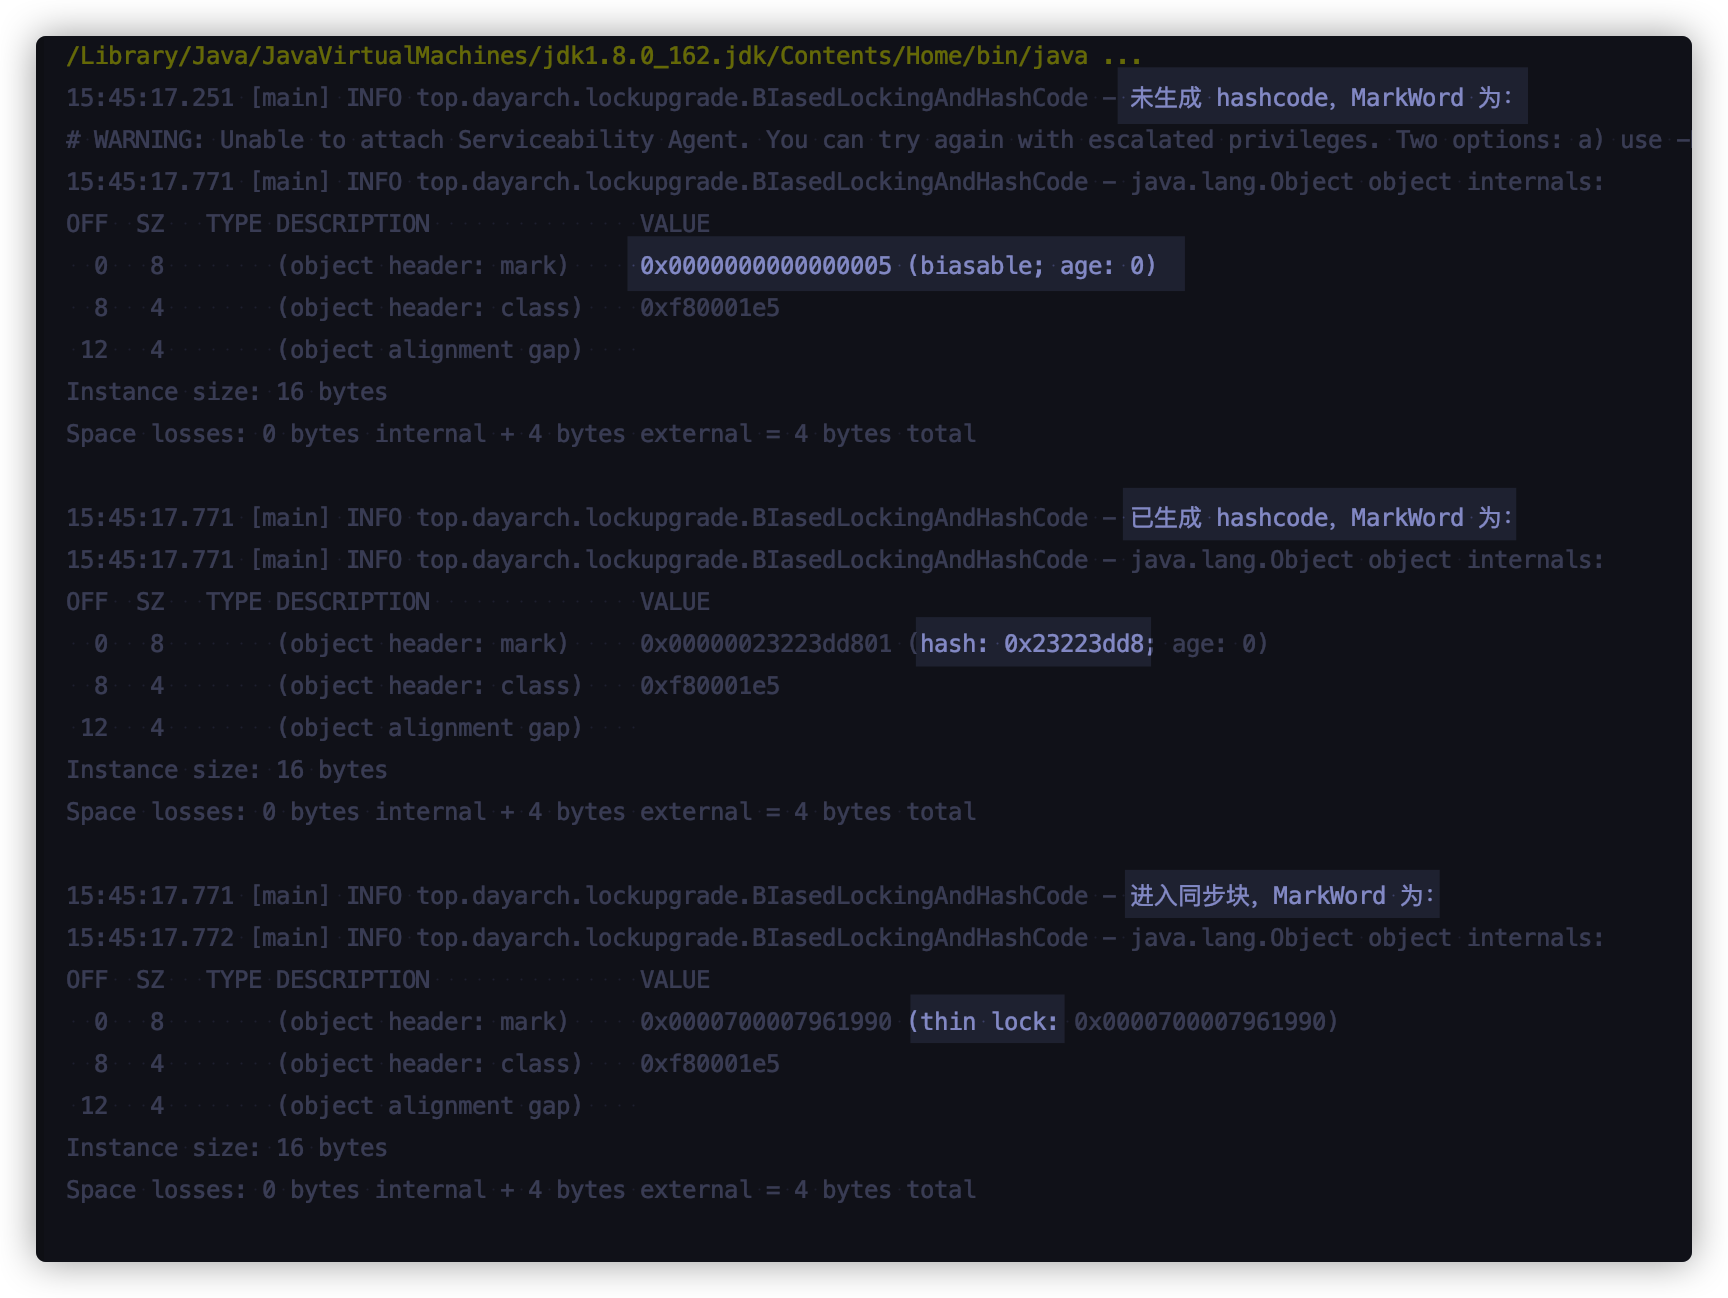 /Library/Java/JavaVirtualMachines/jdk1.8.0_162.jdk/Contents/Home/bin/java ...
15:45:17.251 [main] INFO top.dayarch.lockupgrade.BIasedLockingAndHashCode - 未生成 hashcode, MarkWord 为:
# WARNING: Unable to attach Serviceability Agent. You can try again with escalated privileges. Two options: a) use -
15:45:17.771 [main] INFO top.dayarch.lockupgrade.BIasedLockingAndHashCode - java.lang.Object object internals:
OFF  SZ   TYPE DESCRIPTION               VALUE
  0   8        (object header: mark)     0x0000000000000005 (biasable; age: 0)
  8   4        (object header: class)    0xf80001e5
 12   4        (object alignment gap)
Instance size: 16 bytes
Space losses: 0 bytes internal + 4 bytes external = 4 bytes total
15:45:17.771 [main] INFO top.dayarch.lockupgrade.BIasedLockingAndHashCode - 已生成 hashcode, MarkWord 为:
15:45:17.771 [main] INFO top.dayarch.lockupgrade.BIasedLockingAndHashCode - java.lang.Object object internals:
OFF  SZ   TYPE DESCRIPTION               VALUE
  0   8        (object header: mark)     0x00000023223dd801 (hash: 0x23223dd8; age: 0)
  8   4        (object header: class)    0xf80001e5
 12   4        (object alignment gap)
Instance size: 16 bytes
Space losses: 0 bytes internal + 4 bytes external = 4 bytes total
15:45:17.771 [main] INFO top.dayarch.lockupgrade.BIasedLockingAndHashCode - 进入同步块, MarkWord 为:
15:45:17.772 [main] INFO top.dayarch.lockupgrade.BIasedLockingAndHashCode - java.lang.Object object internals:
OFF  SZ   TYPE DESCRIPTION               VALUE
  0   8        (object header: mark)     0x0000700007961990 (thin lock: 0x0000700007961990)
  8   4        (object header: class)    0xf80001e5
 12   4        (object alignment gap)
Instance size: 16 bytes
Space losses: 0 bytes internal + 4 bytes external = 4 bytes total